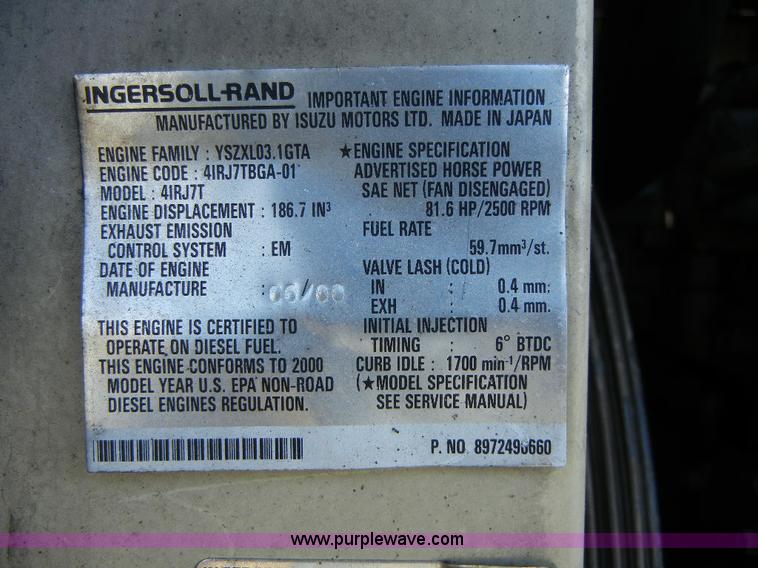 INGERSOLL-RAND IMPORTANT ENGINE INFORMATION
MANUFACTURED BY ISUZU MOTORS LTD. MADE IN JAPAN
ENGINE FAMILY : YSZXL03.1GTA
ENGINE CODE : 4IRJ7TBGA-01
MODEL : 4IRJ7T
ENGINE DISPLACEMENT : 186.7 IN³
EXHAUST EMISSION
CONTROL SYSTEM : EM
DATE OF ENGINE
MANUFACTURE :
THIS ENGINE IS CERTIFIED TO
OPERATE ON DIESEL FUEL.
THIS ENGINE CONFORMS TO 2000
MODEL YEAR U.S. EPA NON-ROAD
DIESEL ENGINES REGULATION.
★ENGINE SPECIFICATION
ADVERTISED HORSE POWER
SAE NET (FAN DISENGAGED)
81.6 HP/2500 RPM
FUEL RATE
59.7mm³/st.
VALVE LASH (COLD)
IN : 0.4 mm.
EXH : 0.4 mm.
INITIAL INJECTION
TIMING : 6° BTDC
CURB IDLE : 1700 min⁻¹/RPM
(★MODEL SPECIFICATION
SEE SERVICE MANUAL)
P. NO.
www.purplewave.com